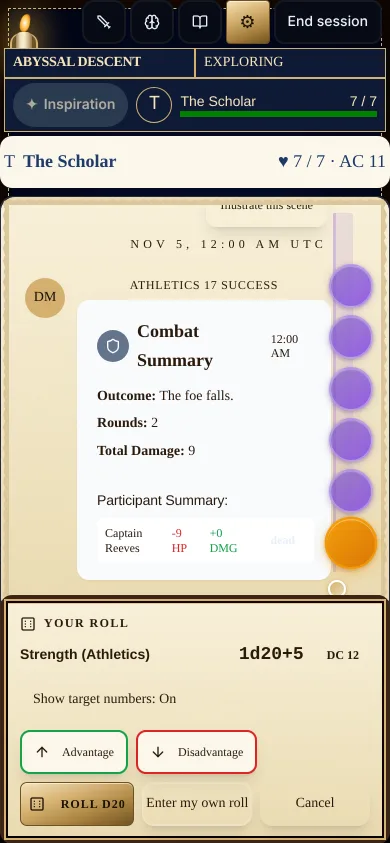 End session
ABYSSAL DESCENT
EXPLORING
Inspiration
T
The Scholar
7 / 7
T The Scholar
♥ 7 / 7 · AC 11
Illustrate this scene
NOV 5, 12:00 AM UTC
DM
ATHLETICS 17 SUCCESS
Combat Summary
12:00 AM
Outcome: The foe falls.
Rounds: 2
Total Damage: 9
Participant Summary:
Captain Reeves
-9 HP
+0 DMG
dead
YOUR ROLL
Strength (Athletics)
1d20+5
DC 12
Show target numbers: On
Advantage
Disadvantage
ROLL D20
Enter my own roll
Cancel